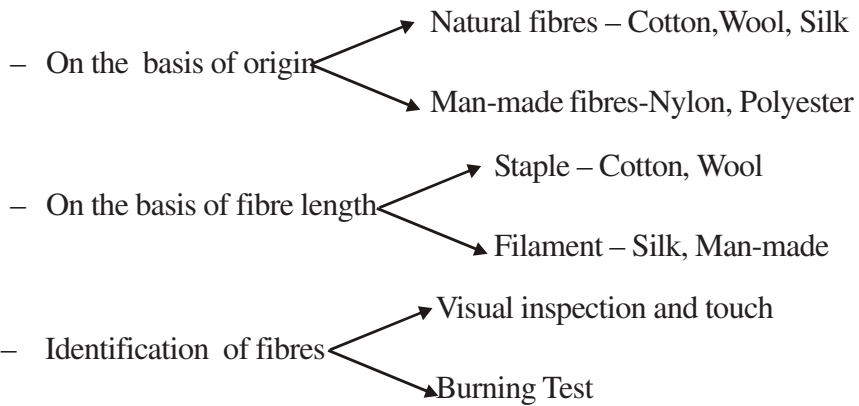 Natural fibres – Cotton,Wool, Silk
– On the basis of origin
Man-made fibres-Nylon, Polyester
Staple – Cotton, Wool
– On the basis of fibre length
Filament – Silk, Man-made
Visual inspection and touch
– Identification of fibres
Burning Test